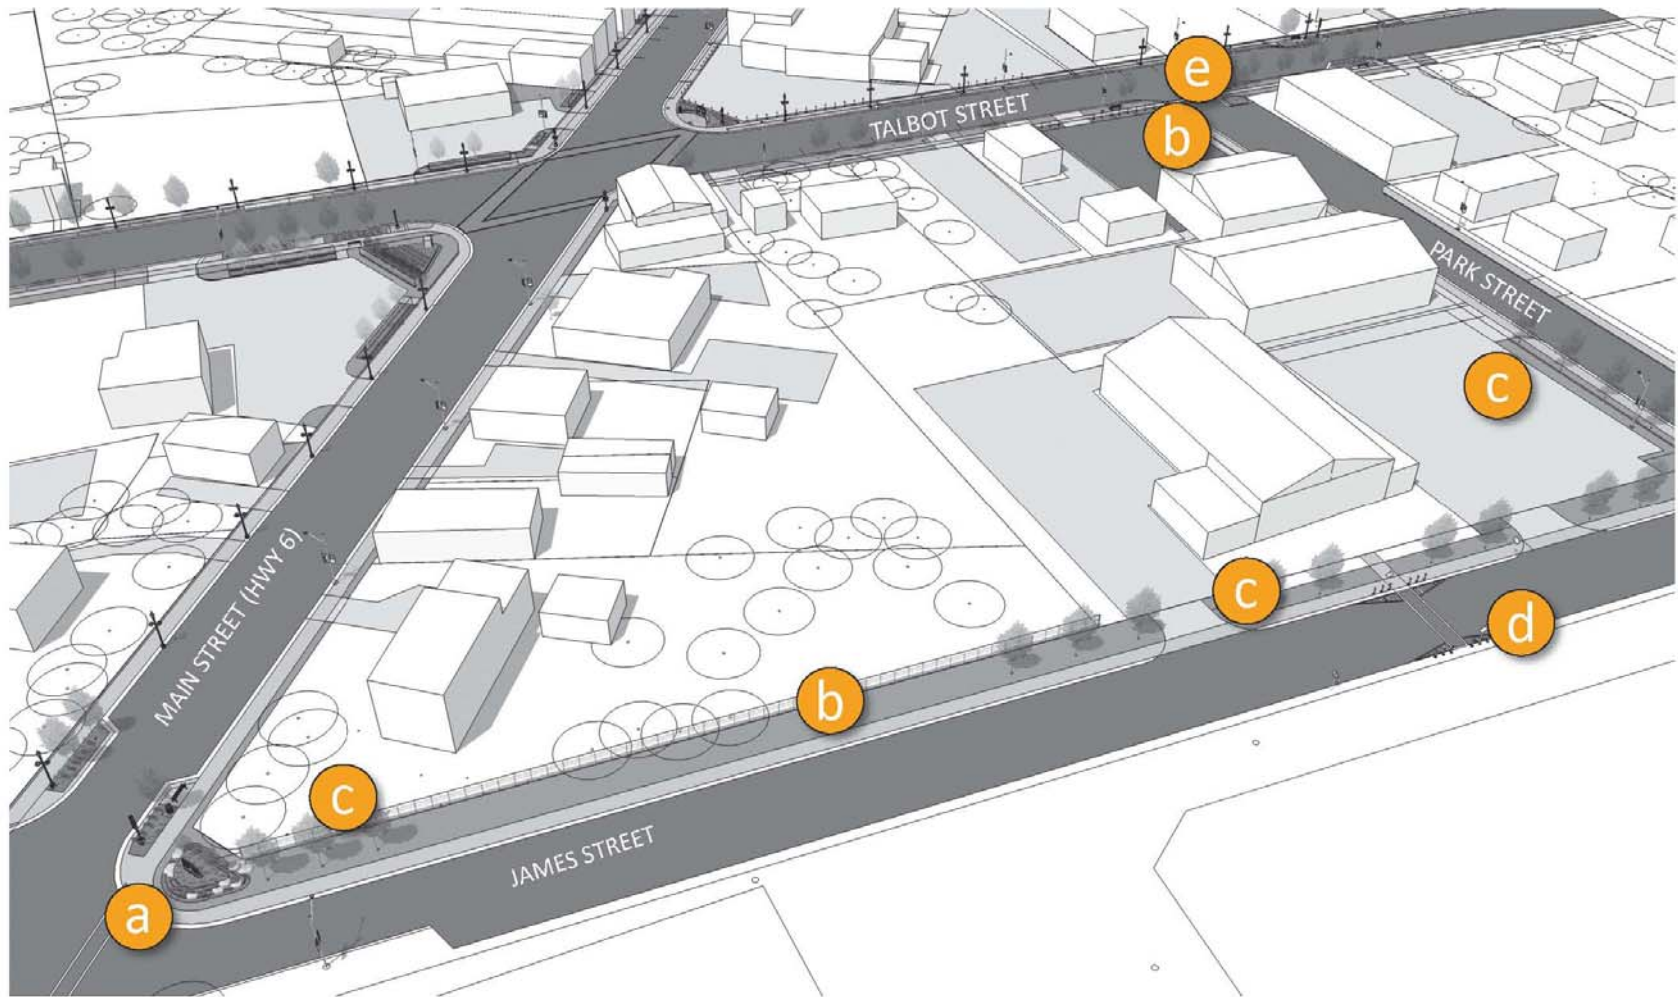 e
TALBOT STREET
b
PARK STREET
c
MAIN STREET (HWY 6)
c
d
b
c
JAMES STREET
a